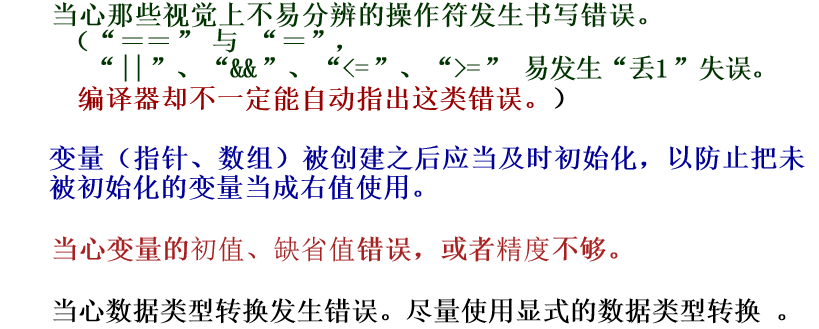 当心那些视觉上不易分辨的操作符发生书写错误。
（“＝＝” 与 “＝”，
“||”、“&&”、“<=”、“>=” 易发生“丢1”失误。
编译器却不一定能自动指出这类错误。）
变量（指针、数组）被创建之后应当及时初始化，以防止把未
被初始化的变量当成右值使用。
当心变量的初值、缺省值错误，或者精度不够。
当心数据类型转换发生错误。尽量使用显式的数据类型转换 。